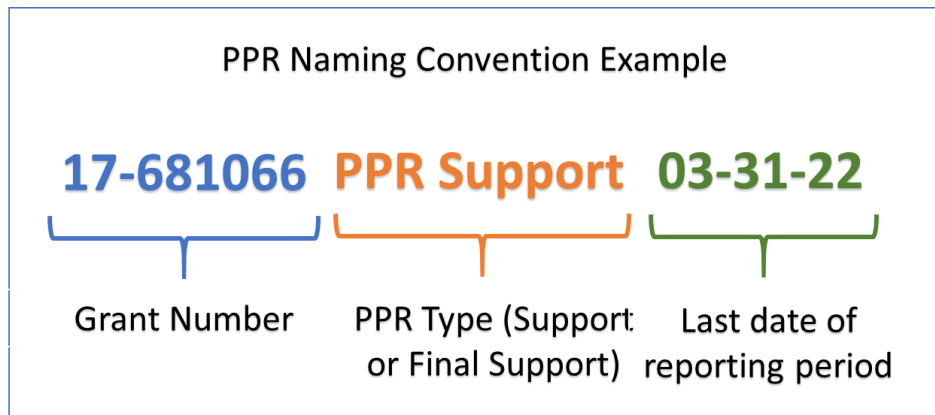 PPR Naming Convention Example
17-681066 PPR Support 03-31-22
Grant Number
PPR Type (Support
or Final Support)
Last date of
reporting period